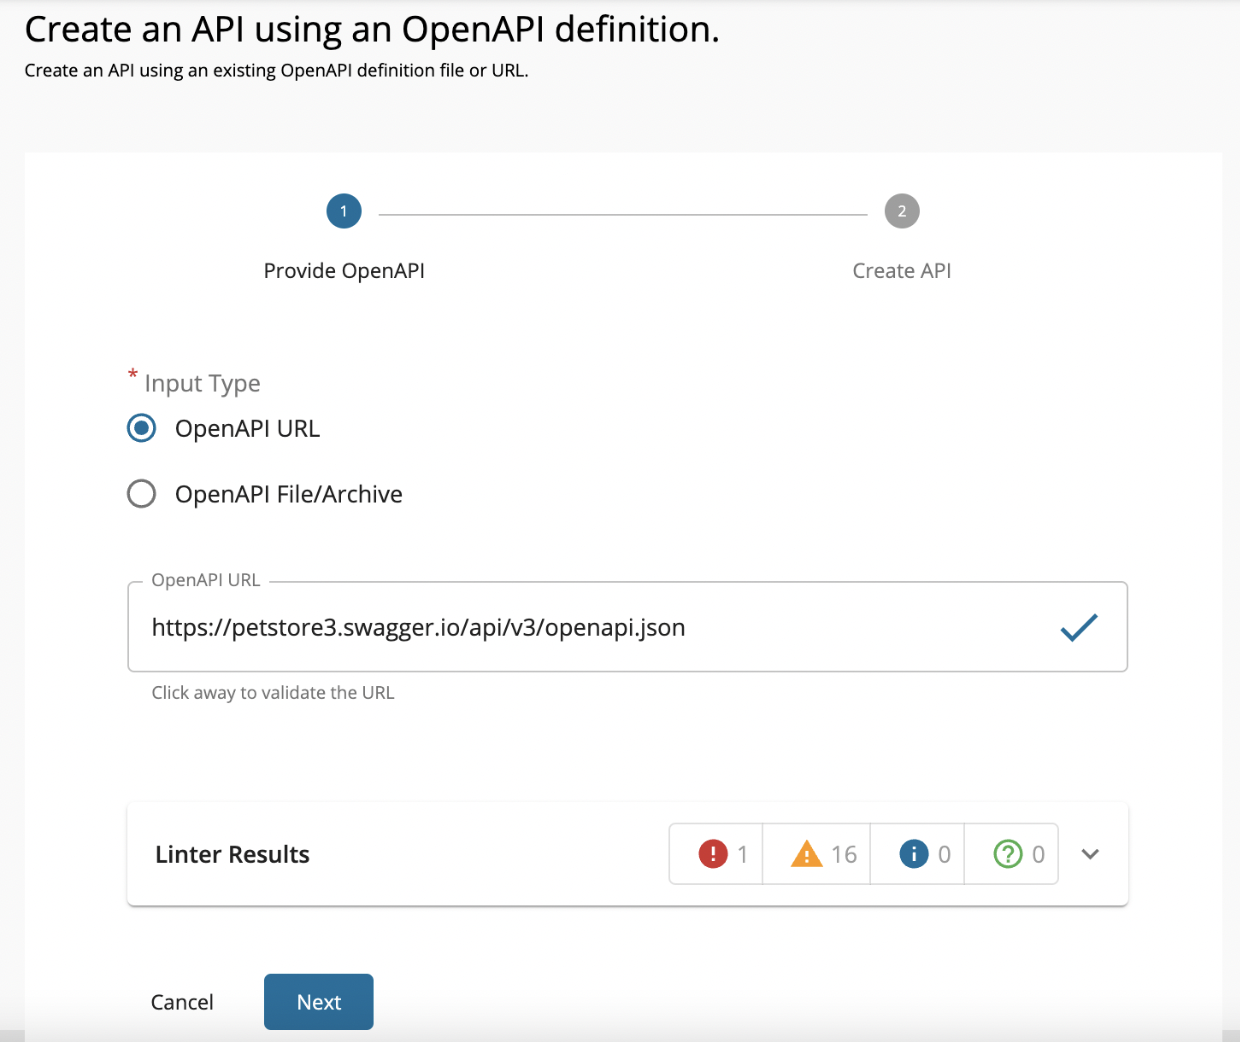 Create an API using an OpenAPI definition.
Create an API using an existing OpenAPI definition file or URL.
1
2
Provide OpenAPI
Create API
* Input Type
OpenAPI URL
OpenAPI File/Archive
OpenAPI URL
https://petstore3.swagger.io/api/v3/openapi.json
Click away to validate the URL
Linter Results ! 1 ! 16 i 0 ? 0
Cancel Next